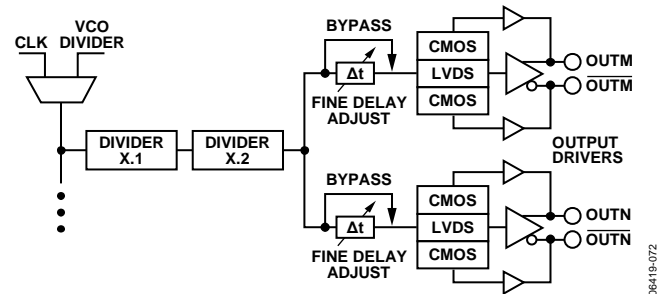 CLK
VCO
DIVIDER
DIVIDER
X.1
DIVIDER
X.2
BYPASS
Δt
FINE DELAY
ADJUST
CMOS
LVDS
CMOS
OUTM
OUTM
OUTPUT
DRIVERS
BYPASS
Δt
FINE DELAY
ADJUST
CMOS
LVDS
CMOS
OUTN
OUTN
06419-072